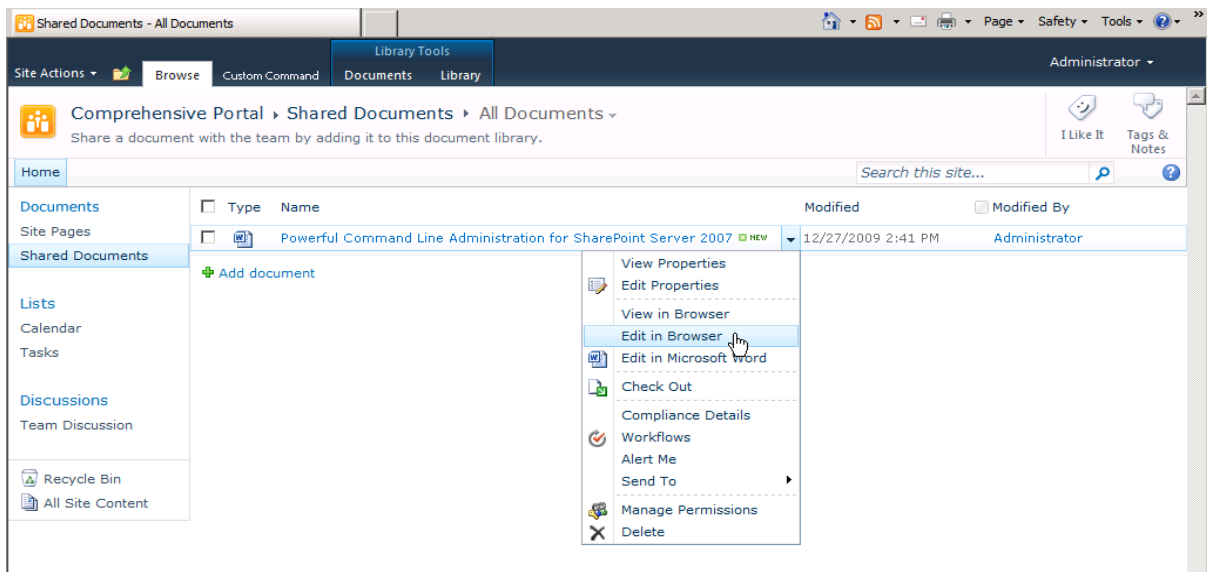 Shared Documents - All Documents
Page Safety Tools
Library Tools
Site Actions Browse Custom Command Documents Library Administrator
Comprehensive Portal Shared Documents All Documents
Share a document with the team by adding it to this document library.
I Like It
Tags & Notes
Home Search this site...
Documents
Site Pages
Shared Documents
Lists
Calendar
Tasks
Discussions
Team Discussion
Recycle Bin
All Site Content
Type Name Modified Modified By
Powerful Command Line Administration for SharePoint Server 2007 NEW 12/27/2009 2:41 PM Administrator
Add document
View Properties
Edit Properties
View in Browser
Edit in Browser
Edit in Microsoft Word
Check Out
Compliance Details
Workflows
Alert Me
Send To
Manage Permissions
Delete